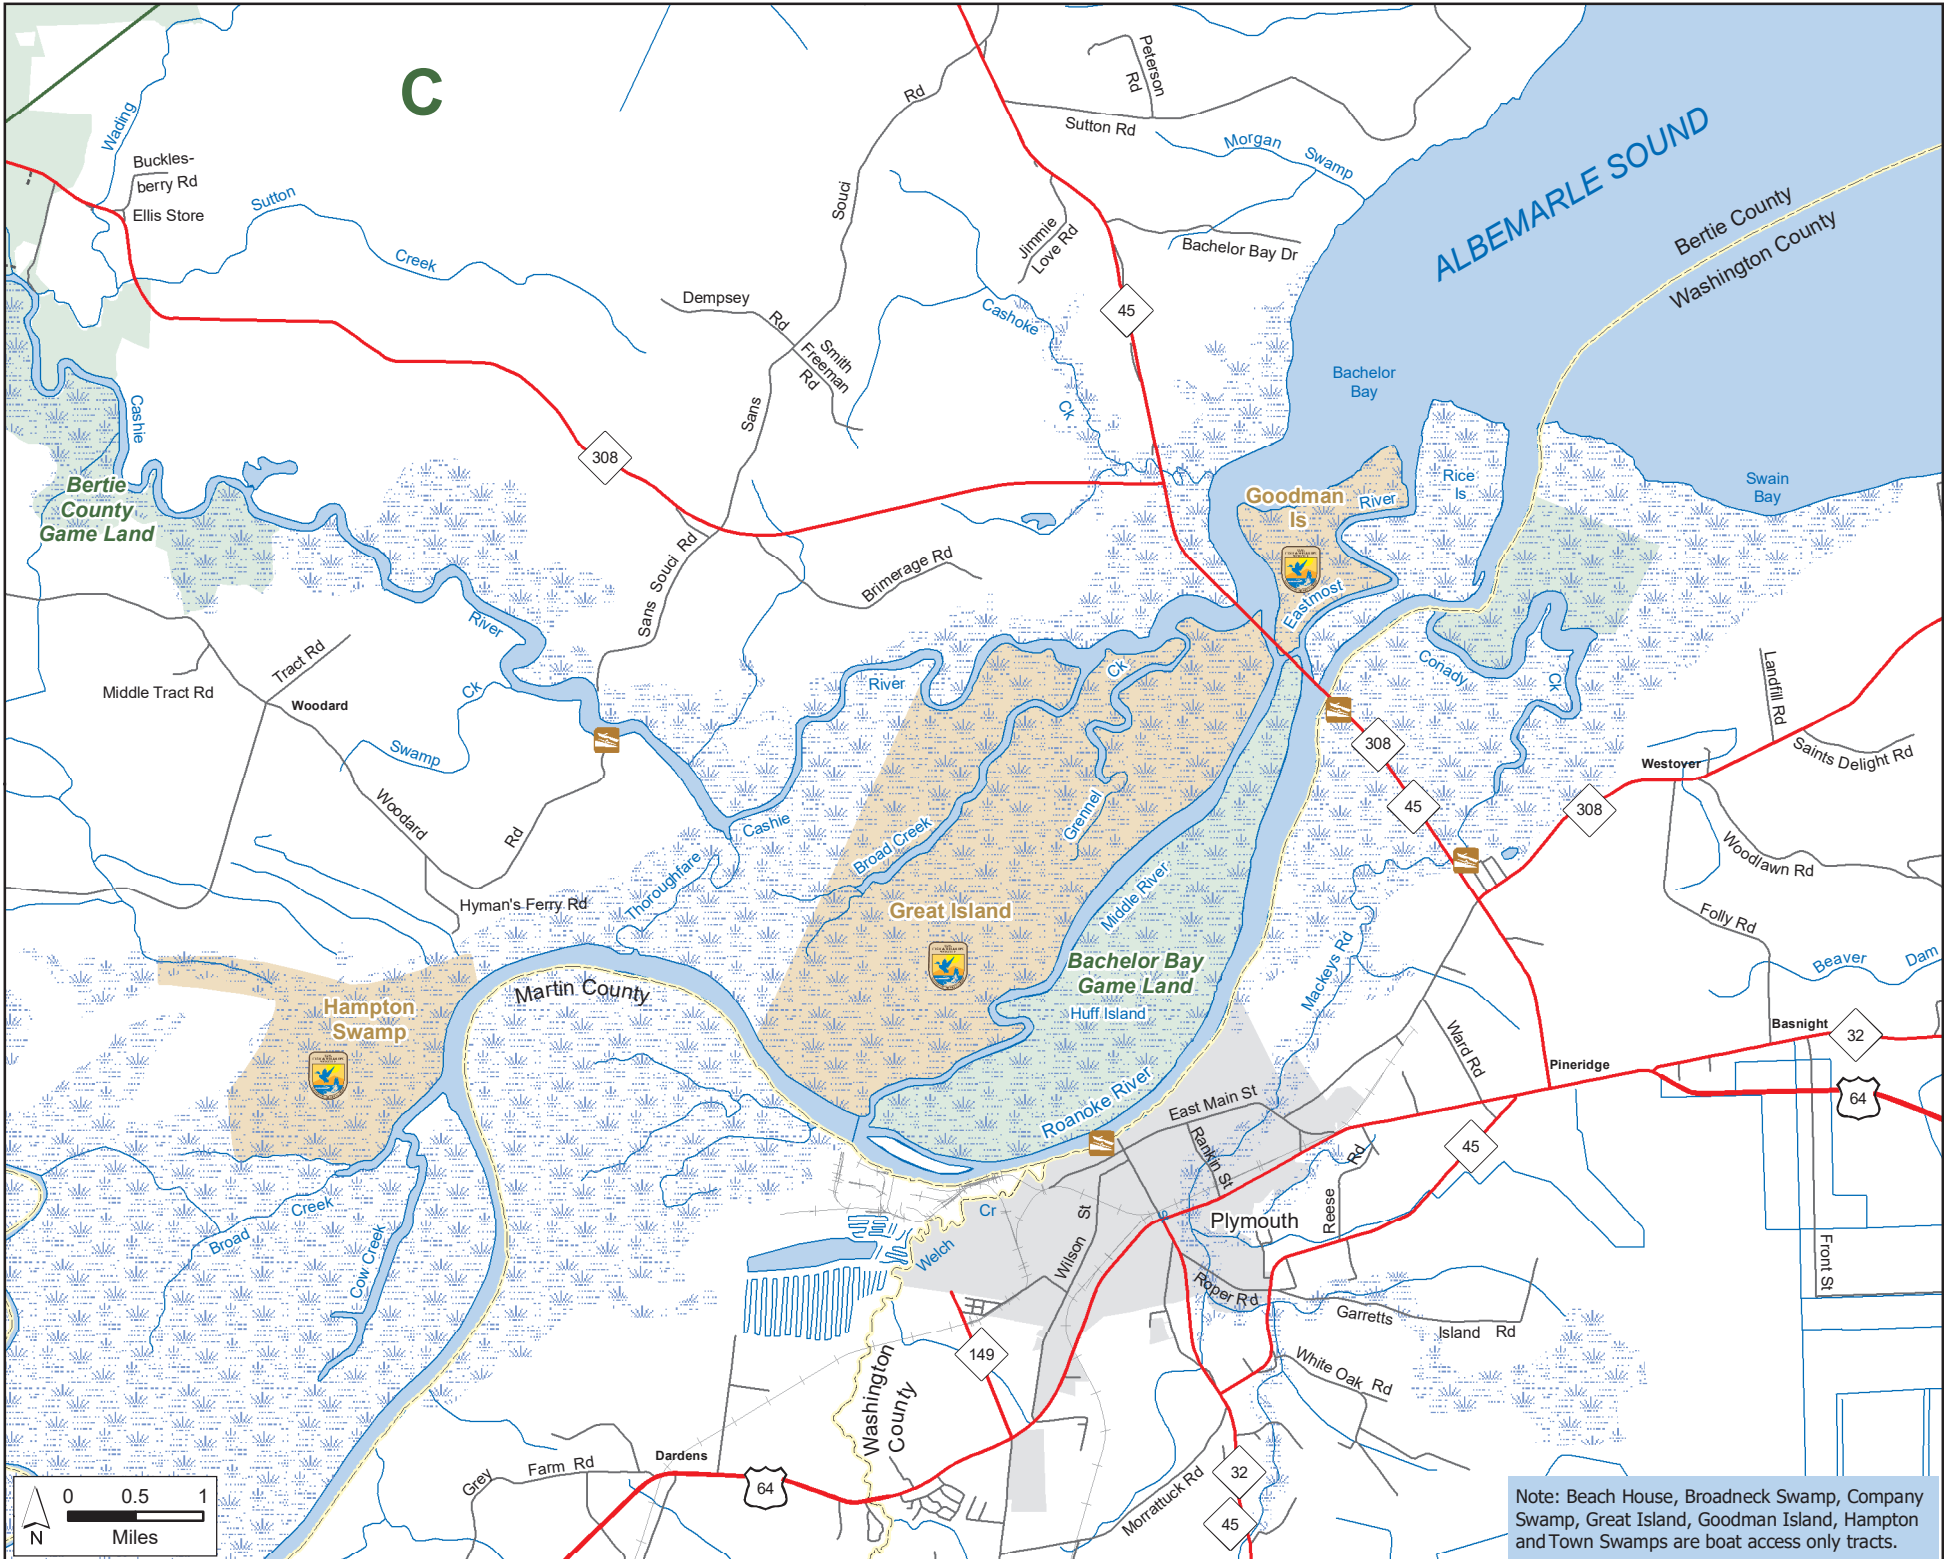 C
Wading
Buckles-
berry Rd
Ellis Store
Sutton
Creek
Rd
Souci
Peterson
Rd
Sutton Rd
Morgan
Swamp
ALBEMARLE SOUND
Bertie County
Washington County
Jimmie
Love Rd
Bachelor Bay Dr
Dempsey
Rd
Smith
Freeman
Rd
Cashoke
Ck
45
Bachelor
Bay
Cashie
Sans
308
Bertie
County
Game Land
Goodman
Is
River
Rice
Is
Swain
Bay
Sans Souci Rd
Brimerage Rd
River
Eastmost
Tract Rd
Middle Tract Rd
Woodard
Ck
Swamp
River
Ck
Conady
Ck
Landfill Rd
Saints Delight Rd
Westover
308
45
308
Woodard
Rd
Cashie
Thoroughfare
Broad Creek
Grennel
Middle River
Woodlawn Rd
Folly Rd
Hyman's Ferry Rd
Great Island
Mackeys Rd
Beaver
Dam
Martin County
Bachelor Bay
Game Land
Huff Island
Hampton
Swamp
Ward Rd
Basnight
32
Pineridge
64
Roanoke River
East Main St
Rankin St
Rd
45
Creek
Broad
Cow Creek
Cr
Welch
St
Wilson
Plymouth
Reese
Roper Rd
Garretts
Island Rd
Front St
149
Washington
County
White Oak Rd
Dardens
Grey
Farm Rd
64
Morrattuck Rd
32
45
0 0.5 1
Miles
N
Note: Beach House, Broadneck Swamp, Company
Swamp, Great Island, Goodman Island, Hampton
and Town Swamps are boat access only tracts.